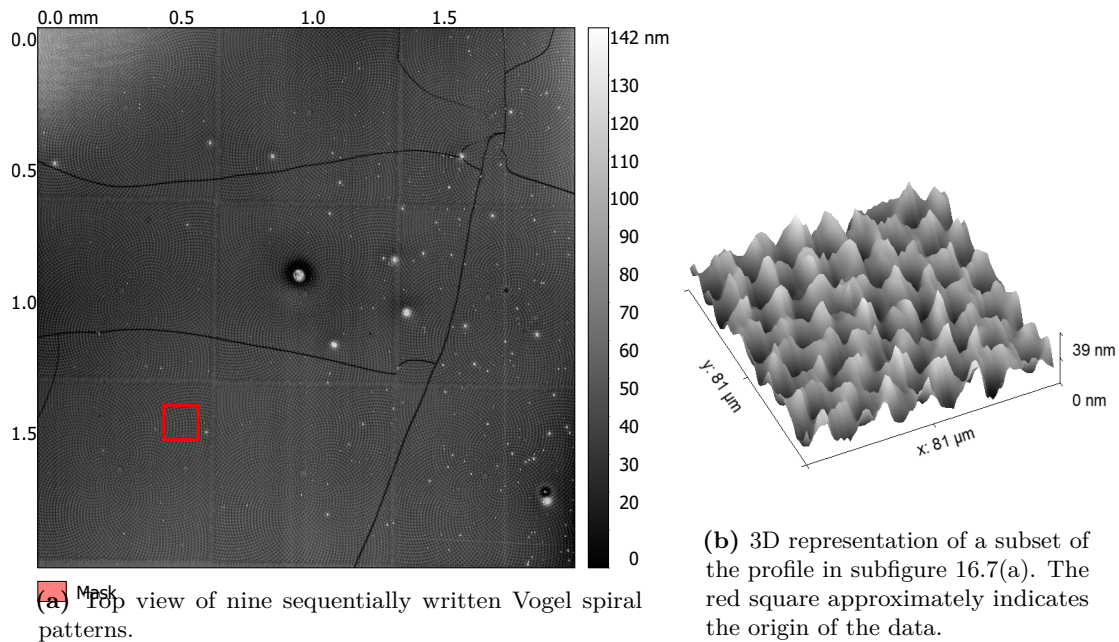 0.0 mm 0.5 1.0 1.5
0.0
0.5
1.0
1.5
142 nm
130
120
110
100
90
80
70
60
50
40
30
20
0
Mask
(a) Top view of nine sequentially written Vogel spiral
patterns.
y: 81 µm
x: 81 µm
39 nm
0 nm
(b) 3D representation of a subset of
the profile in subfigure 16.7(a). The
red square approximately indicates
the origin of the data.